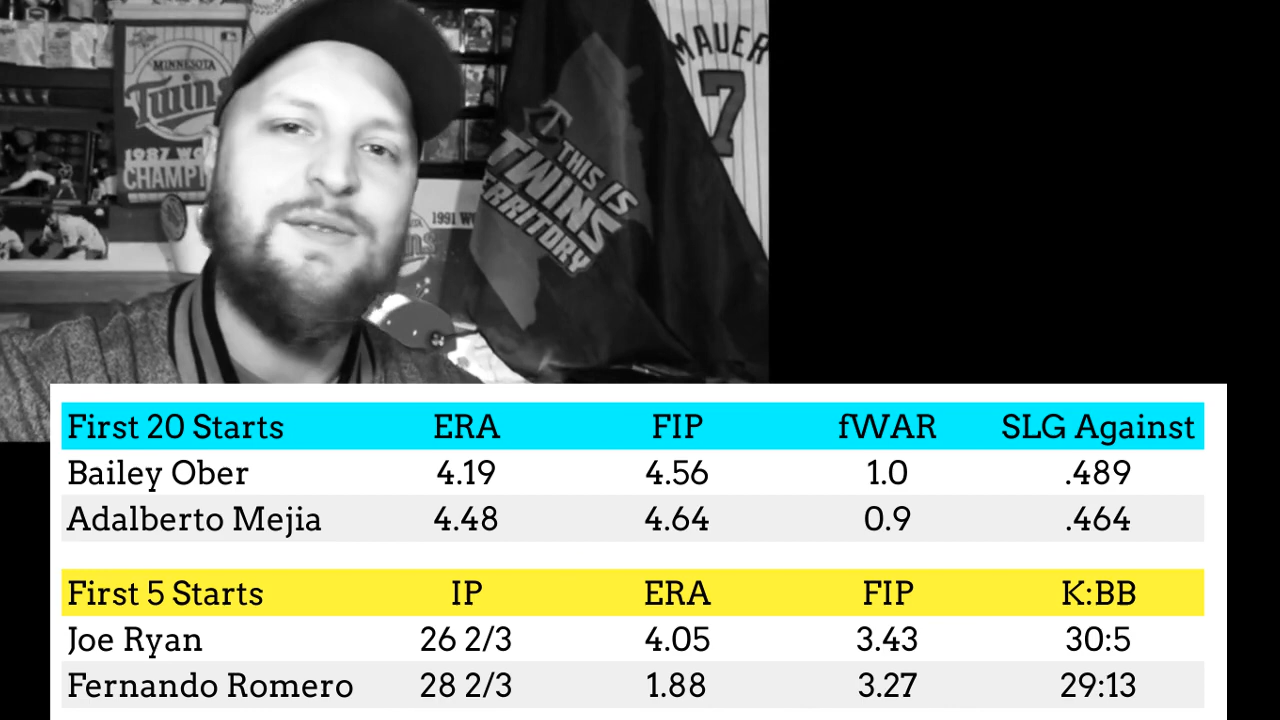 MAUER
7
MINNESOTA
Twins
1987 WO
CHAMPI
THIS IS
TWINS
TERRITORY
1991 WO
First 20 Starts ERA FIP fWAR SLG Against
Bailey Ober 4.19 4.56 1.0 .489
Adalberto Mejia 4.48 4.64 0.9 .464
First 5 Starts IP ERA FIP K:BB
Joe Ryan 26 2/3 4.05 3.43 30:5
Fernando Romero 28 2/3 1.88 3.27 29:13